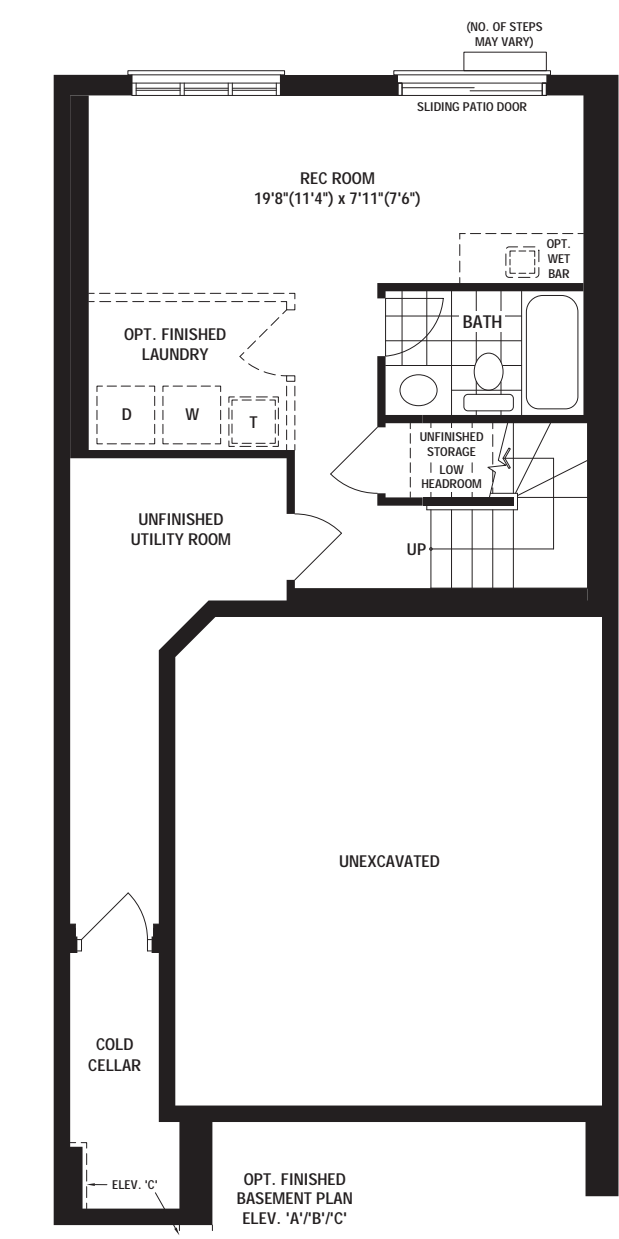 (NO. OF STEPS
MAY VARY)
SLIDING PATIO DOOR
REC ROOM
19'8"(11'4") x 7'11"(7'6")
OPT.
WET
BAR
BATH
OPT. FINISHED
LAUNDRY
D
W
T
UNFINISHED
STORAGE
LOW
HEADROOM
UNFINISHED
UTILITY ROOM
UP
UNEXCAVATED
COLD
CELLAR
ELEV. 'C'
OPT. FINISHED
BASEMENT PLAN
ELEV. 'A'/'B'/'C'